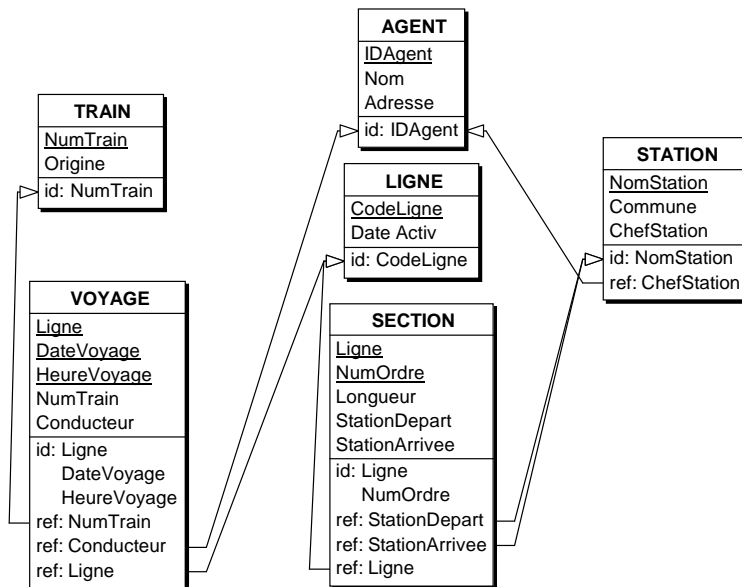 AGENT
IDAgent
Nom
Adresse
id: IDAgent
TRAIN
NumTrain
Origine
id: NumTrain
STATION
NomStation
Commune
ChefStation
id: NomStation
ref: ChefStation
LIGNE
CodeLigne
Date Activ
id: CodeLigne
VOYAGE
Ligne
DateVoyage
HeureVoyage
NumTrain
Conducteur
id: Ligne
DateVoyage
HeureVoyage
ref: NumTrain
ref: Conducteur
ref: Ligne
SECTION
Ligne
NumOrdre
Longueur
StationDepart
StationArrivee
id: Ligne
NumOrdre
ref: StationDepart
ref: StationArrivee
ref: Ligne